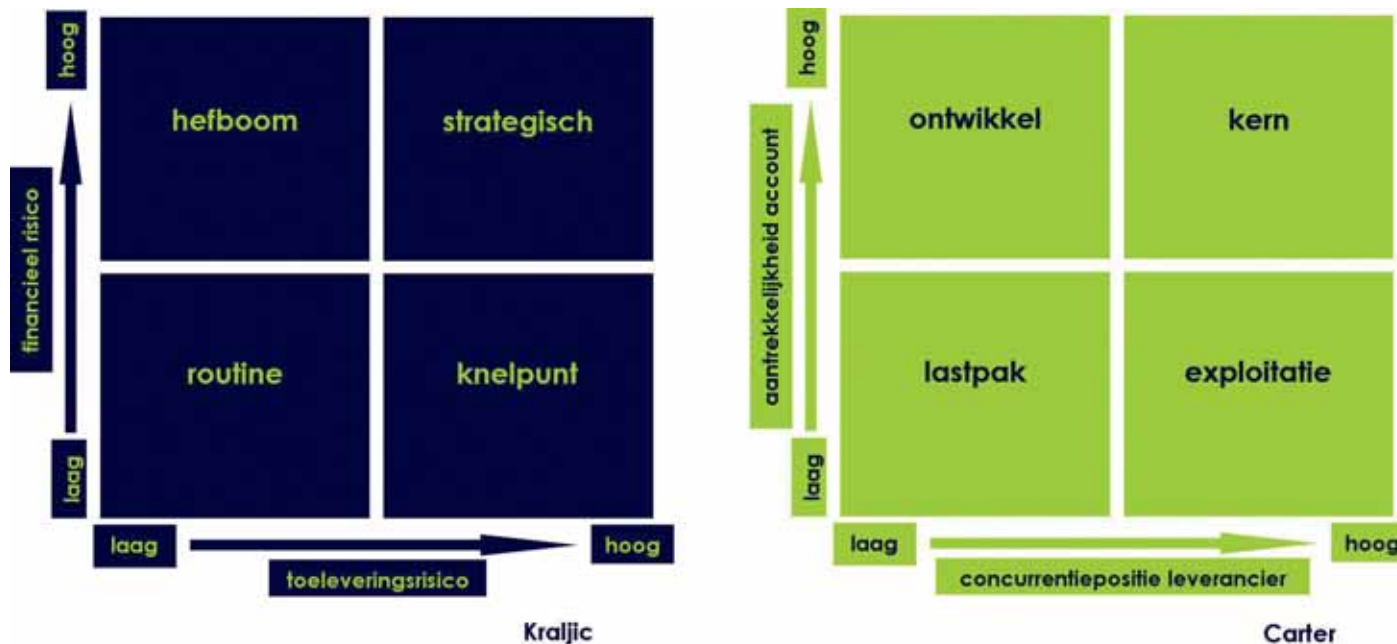 hoog
hefboom
strategisch
financieel risico
routine
knelpunt
laag
laag
hoog
toeleveringsrisico
Kraljic
hoog
ontwikkel
kern
aantrekkelijkheid account
lastpak
exploitatie
laag
laag
hoog
concurrentiepositie leverancier
Carter